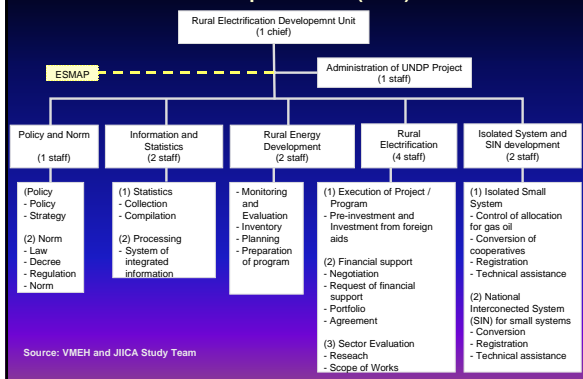 Rural Electrification Developemnt Unit
(1 chief)
ESMAP
Administration of UNDP Project
(1 staff)
Policy and Norm
(1 staff)
Information and
Statistics
(2 staff)
Rural Energy
Development
(2 staff)
Rural
Electrification
(4 staff)
Isolated System and
SIN development
(2 staff)
(Policy
- Policy
- Strategy
(2) Norm
- Law
- Decree
- Regulation
- Norm
(1) Statistics
- Collection
- Compilation
(2) Processing
- System of
integrated
information
- Monitoring
and
Evaluation
- Inventory
- Planning
- Preparation
of program
(1) Execution of Project /
Program
- Pre-investment and
Investment from foreign
aids
(2) Financial support
- Negotiation
- Request of financial
support
- Portfolio
- Agreement
(3) Sector Evaluation
- Reseach
- Scope of Works
(1) Isolated Small
System
- Control of allocation
for gas oil
- Conversion of
cooperatives
- Registration
- Technical assistance
(2) National
Interconnected System
(SIN) for small systems
- Conversion
- Registration
- Technical assistance
Source: VMEH and JIICA Study Team